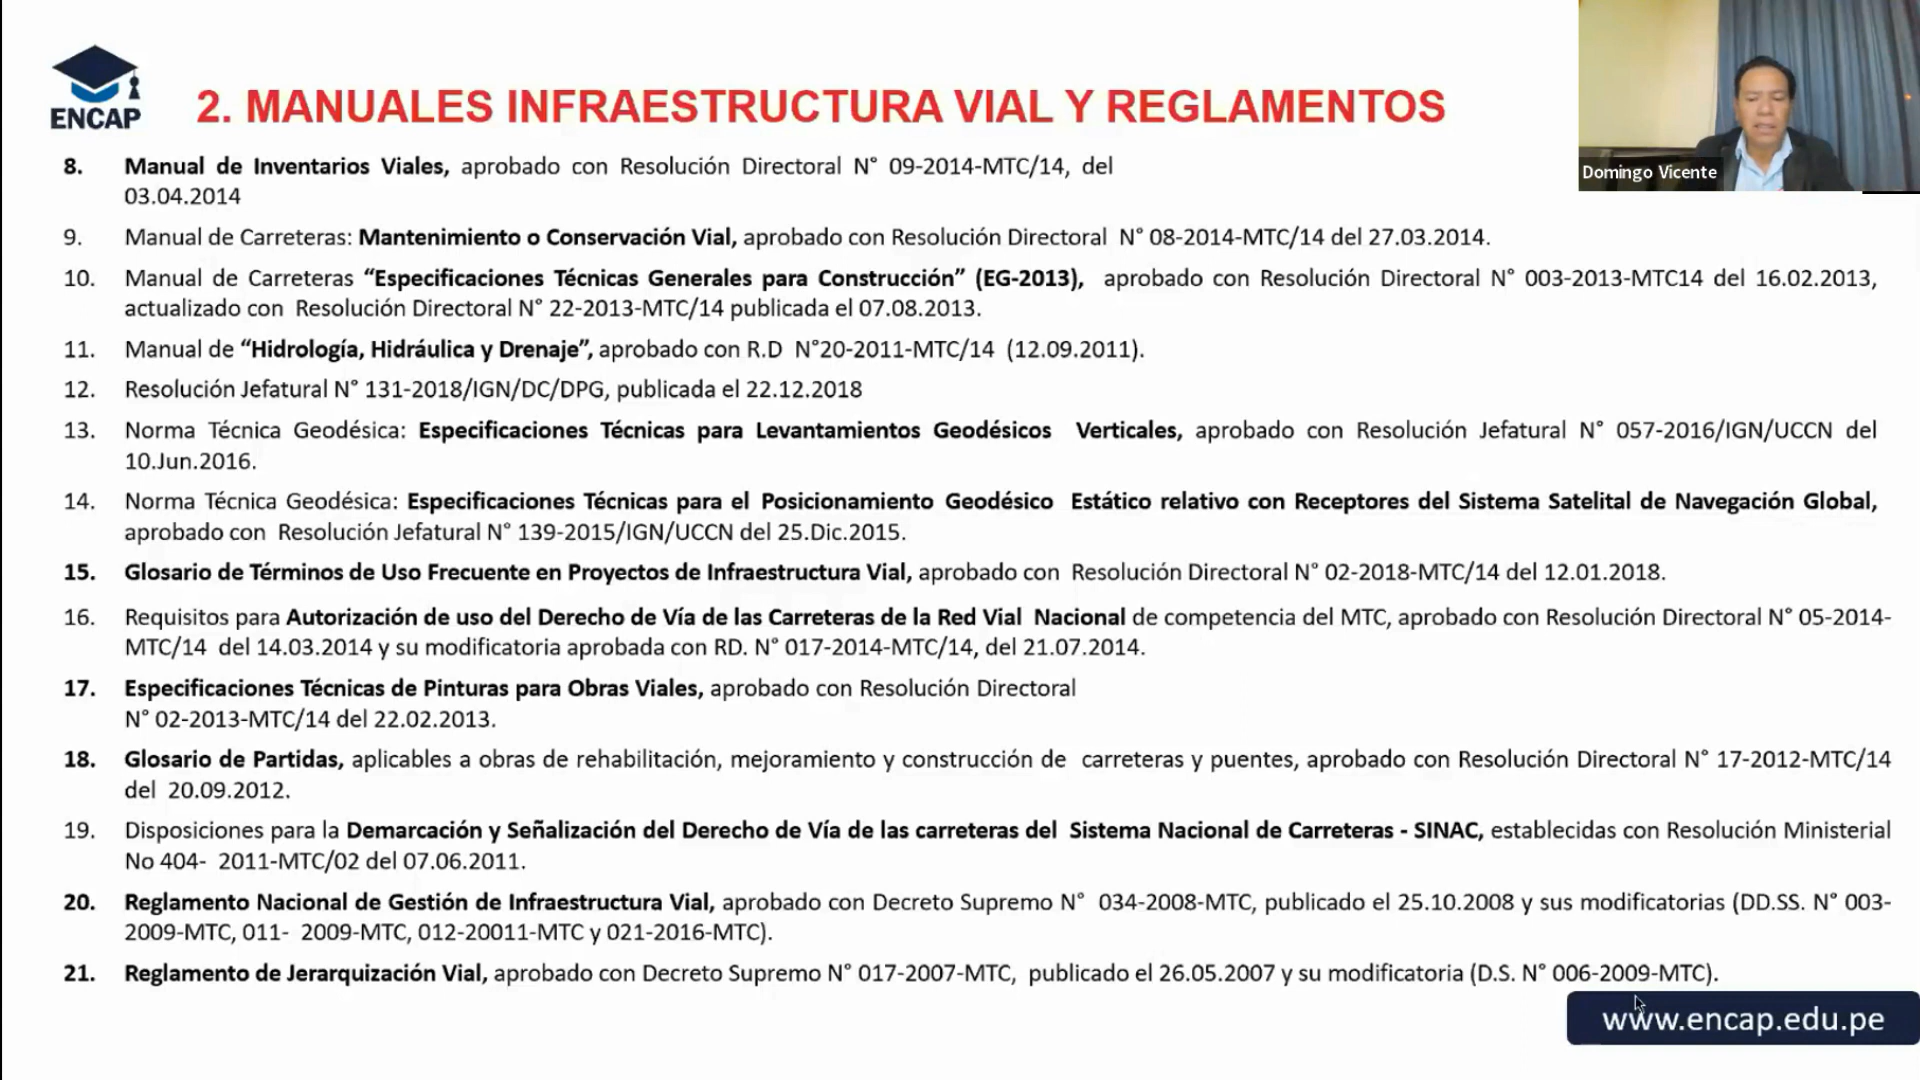 ENCAP
2. MANUALES INFRAESTRUCTURA VIAL Y REGLAMENTOS
Domingo Vicente
8. Manual de Inventarios Viales, aprobado con Resolución Directoral N° 09-2014-MTC/14, del
03.04.2014
9. Manual de Carreteras: Mantenimiento o Conservación Vial, aprobado con Resolución Directoral N° 08-2014-MTC/14 del 27.03.2014.
10. Manual de Carreteras “Especificaciones Técnicas Generales para Construcción” (EG-2013), aprobado con Resolución Directoral N° 003-2013-MTC14 del 16.02.2013,
actualizado con Resolución Directoral N° 22-2013-MTC/14 publicada el 07.08.2013.
11. Manual de “Hidrología, Hidráulica y Drenaje”, aprobado con R.D N°20-2011-MTC/14 (12.09.2011).
12. Resolución Jefatural N° 131-2018/IGN/DC/DPG, publicada el 22.12.2018
13. Norma Técnica Geodésica: Especificaciones Técnicas para Levantamientos Geodésicos Verticales, aprobado con Resolución Jefatural N° 057-2016/IGN/UCCN del
10.Jun.2016.
14. Norma Técnica Geodésica: Especificaciones Técnicas para el Posicionamiento Geodésico Estático relativo con Receptores del Sistema Satelital de Navegación Global,
aprobado con Resolución Jefatural N° 139-2015/IGN/UCCN del 25.Dic.2015.
15. Glosario de Términos de Uso Frecuente en Proyectos de Infraestructura Vial, aprobado con Resolución Directoral N° 02-2018-MTC/14 del 12.01.2018.
16. Requisitos para Autorización de uso del Derecho de Vía de las Carreteras de la Red Vial Nacional de competencia del MTC, aprobado con Resolución Directoral N° 05-2014-
MTC/14 del 14.03.2014 y su modificatoria aprobada con RD. N° 017-2014-MTC/14, del 21.07.2014.
17. Especificaciones Técnicas de Pinturas para Obras Viales, aprobado con Resolución Directoral
N° 02-2013-MTC/14 del 22.02.2013.
18. Glosario de Partidas, aplicables a obras de rehabilitación, mejoramiento y construcción de carreteras y puentes, aprobado con Resolución Directoral N° 17-2012-MTC/14
del 20.09.2012.
19. Disposiciones para la Demarcación y Señalización del Derecho de Vía de las carreteras del Sistema Nacional de Carreteras - SINAC, establecidas con Resolución Ministerial
No 404- 2011-MTC/02 del 07.06.2011.
20. Reglamento Nacional de Gestión de Infraestructura Vial, aprobado con Decreto Supremo N° 034-2008-MTC, publicado el 25.10.2008 y sus modificatorias (DD.SS. N° 003-
2009-MTC, 011- 2009-MTC, 012-20011-MTC y 021-2016-MTC).
21. Reglamento de Jerarquización Vial, aprobado con Decreto Supremo N° 017-2007-MTC, publicado el 26.05.2007 y su modificatoria (D.S. N° 006-2009-MTC).
www.encap.edu.pe